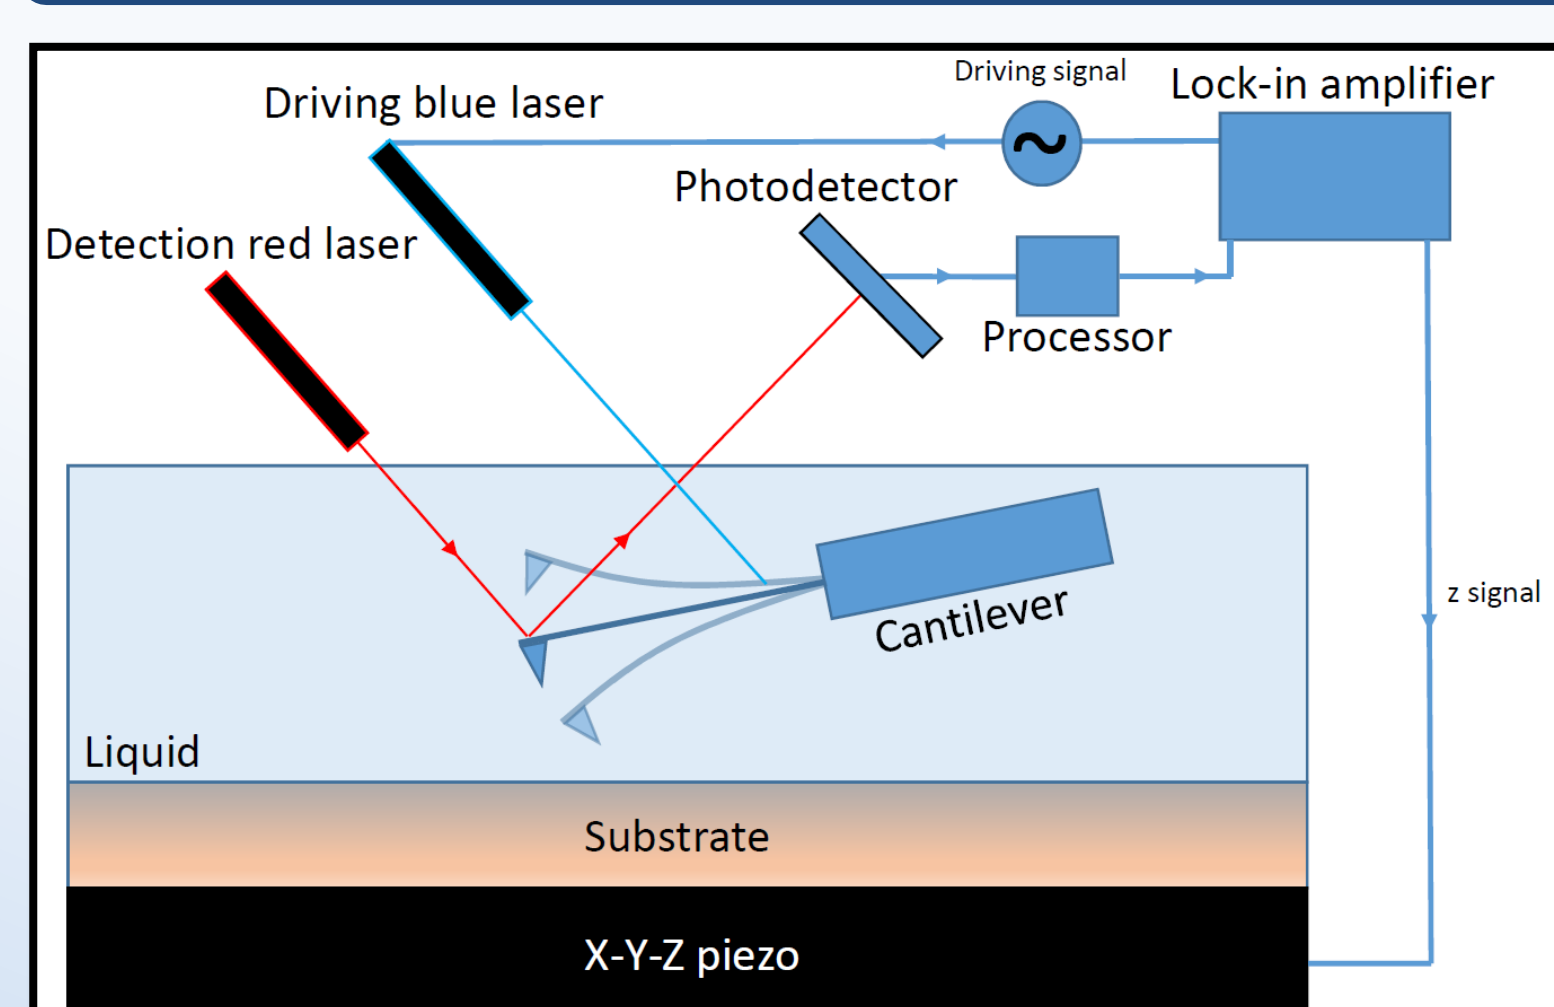 Driving signal
Lock-in amplifier
Driving blue laser
Photodetector
Detection red laser
Processor
z signal
Cantilever
Liquid
Substrate
X-Y-Z piezo